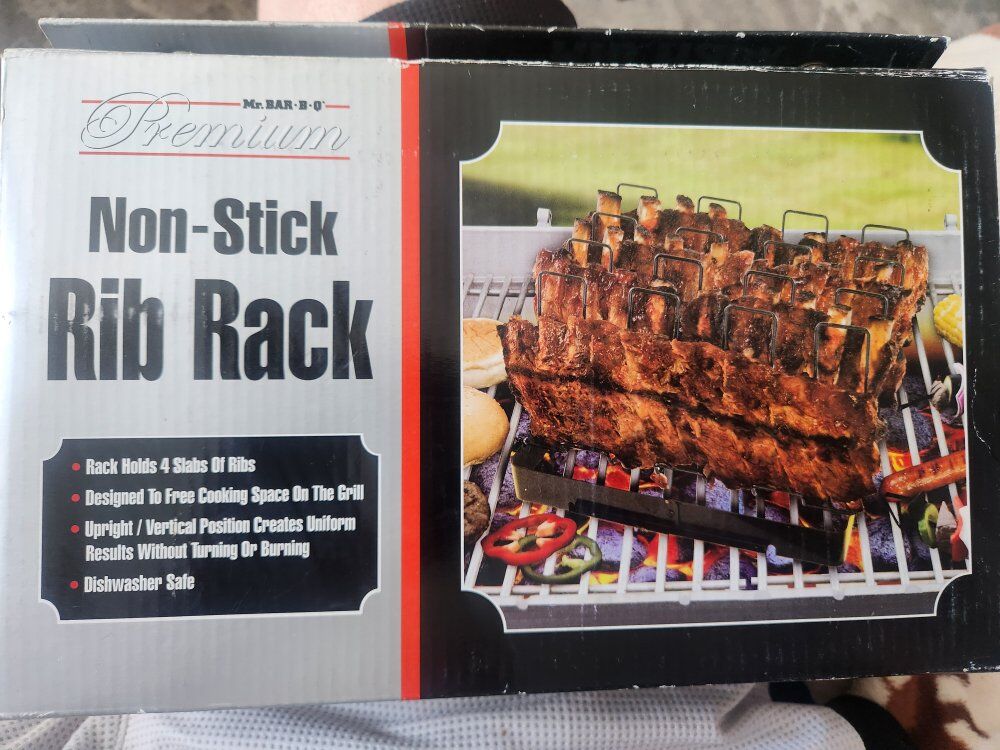 Mr. BAR·B·Q
Premium
Non-Stick
Rib Rack
• Rack Holds 4 Slabs Of Ribs
• Designed To Free Cooking Space On The Grill
• Upright / Vertical Position Creates Uniform
Results Without Turning Or Burning
• Dishwasher Safe